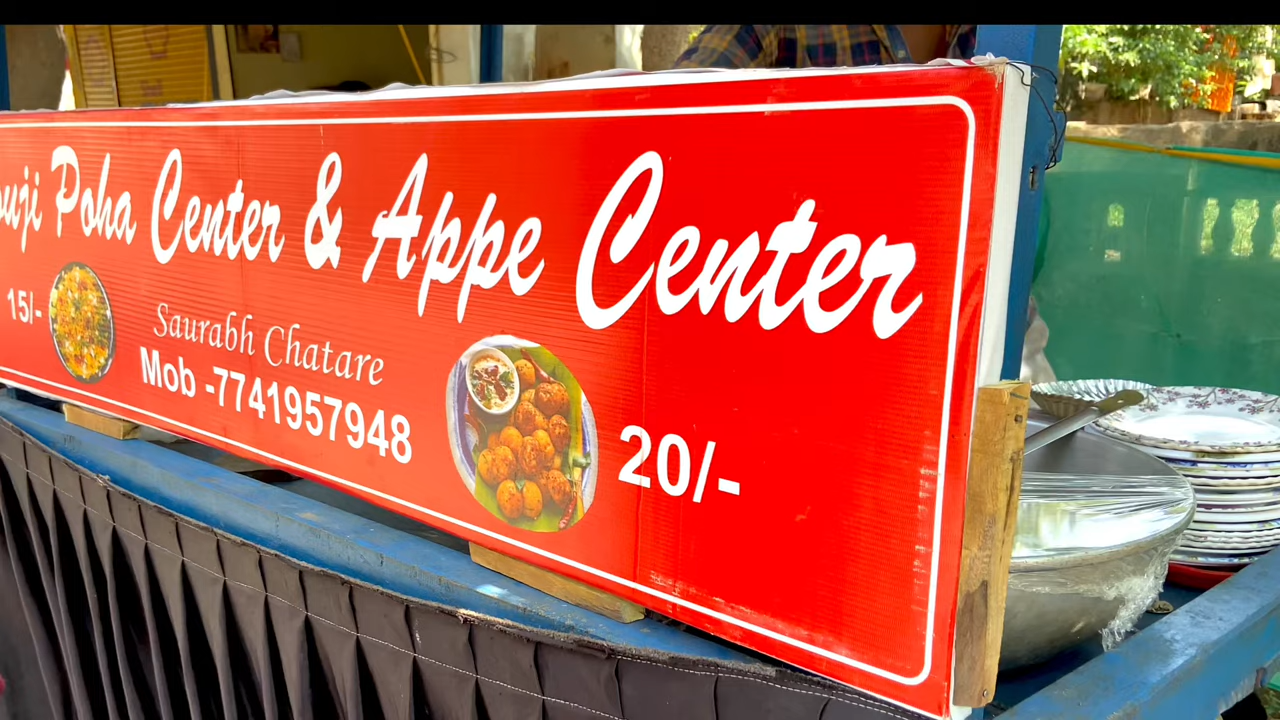 Poha Center & Appe Center
15/-
Saurabh Chatare
Mob -7741957948
20/-